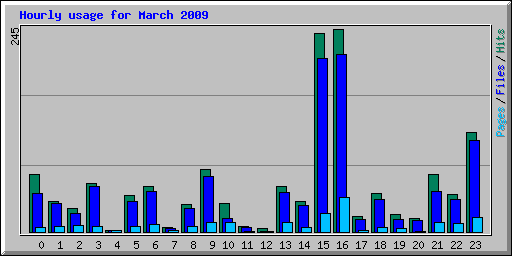 Hourly usage for March 2009
245
Pages / Files / Hits
0 1 2 3 4 5 6 7 8 9 10 11 12 13 14 15 16 17 18 19 20 21 22 23